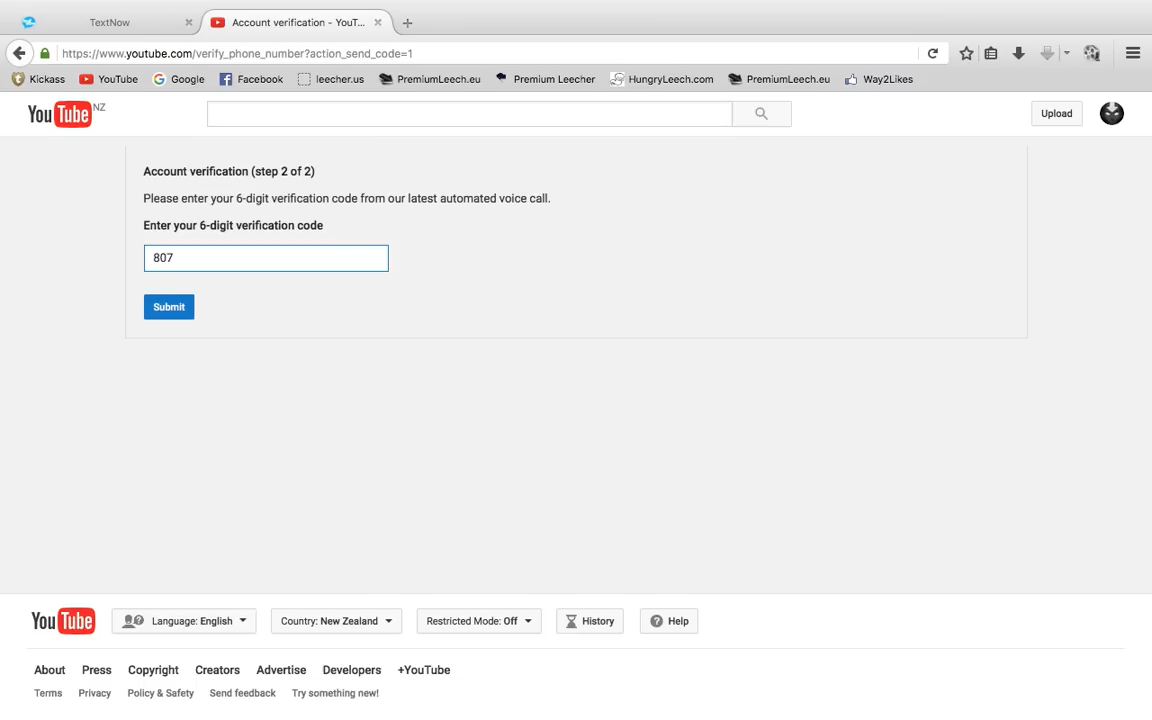 TextNow
Account verification - YouT...
https://www.youtube.com/verify_phone_number?action_send_code=1
Kickass YouTube Google Facebook leecher.us PremiumLeech.eu Premium Leecher HungryLeech.com PremiumLeech.eu Way2Likes
YouTube NZ Upload
Account verification (step 2 of 2)
Please enter your 6-digit verification code from our latest automated voice call.
Enter your 6-digit verification code
807
Submit
YouTube Language: English Country: New Zealand Restricted Mode: Off History Help
About Press Copyright Creators Advertise Developers +YouTube
Terms Privacy Policy & Safety Send feedback Try something new!